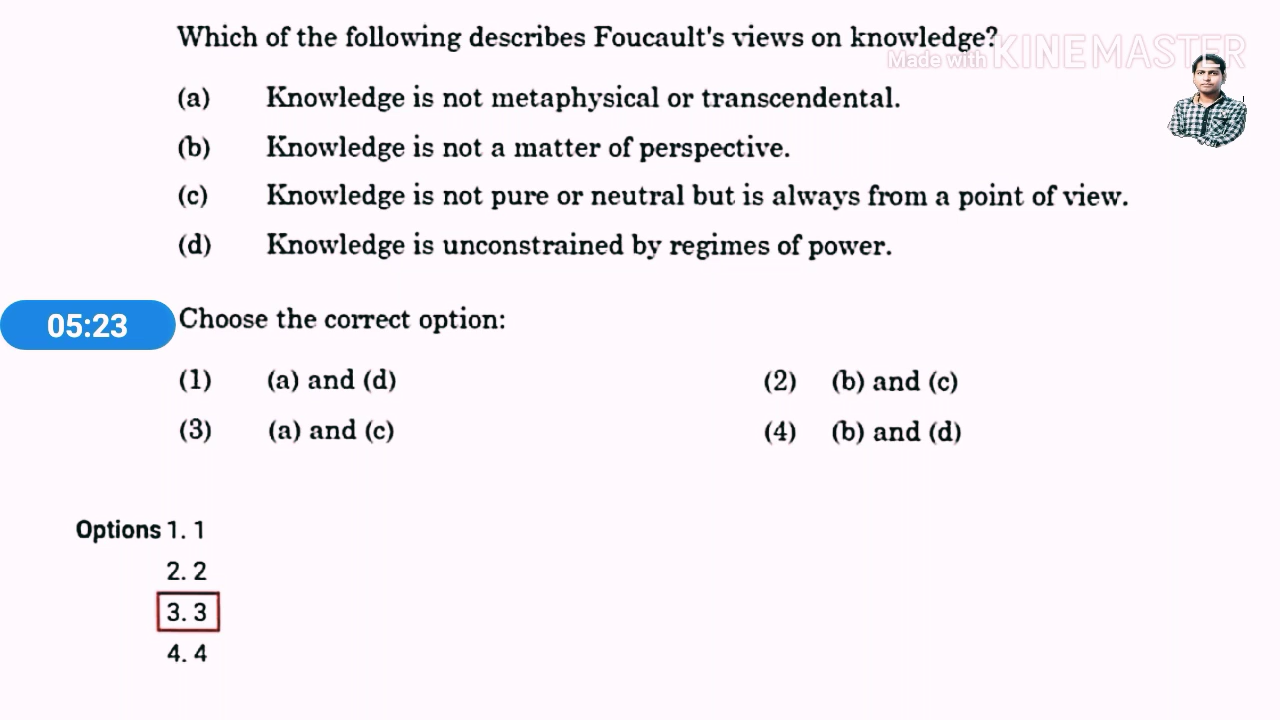 Which of the following describes Foucault's views on knowledge?
Made with KINEMASTER
(a) Knowledge is not metaphysical or transcendental.
(b) Knowledge is not a matter of perspective.
(c) Knowledge is not pure or neutral but is always from a point of view.
(d) Knowledge is unconstrained by regimes of power.
05:23
Choose the correct option:
(1) (a) and (d) (2) (b) and (c)
(3) (a) and (c) (4) (b) and (d)
Options 1. 1
2. 2
3. 3
4. 4